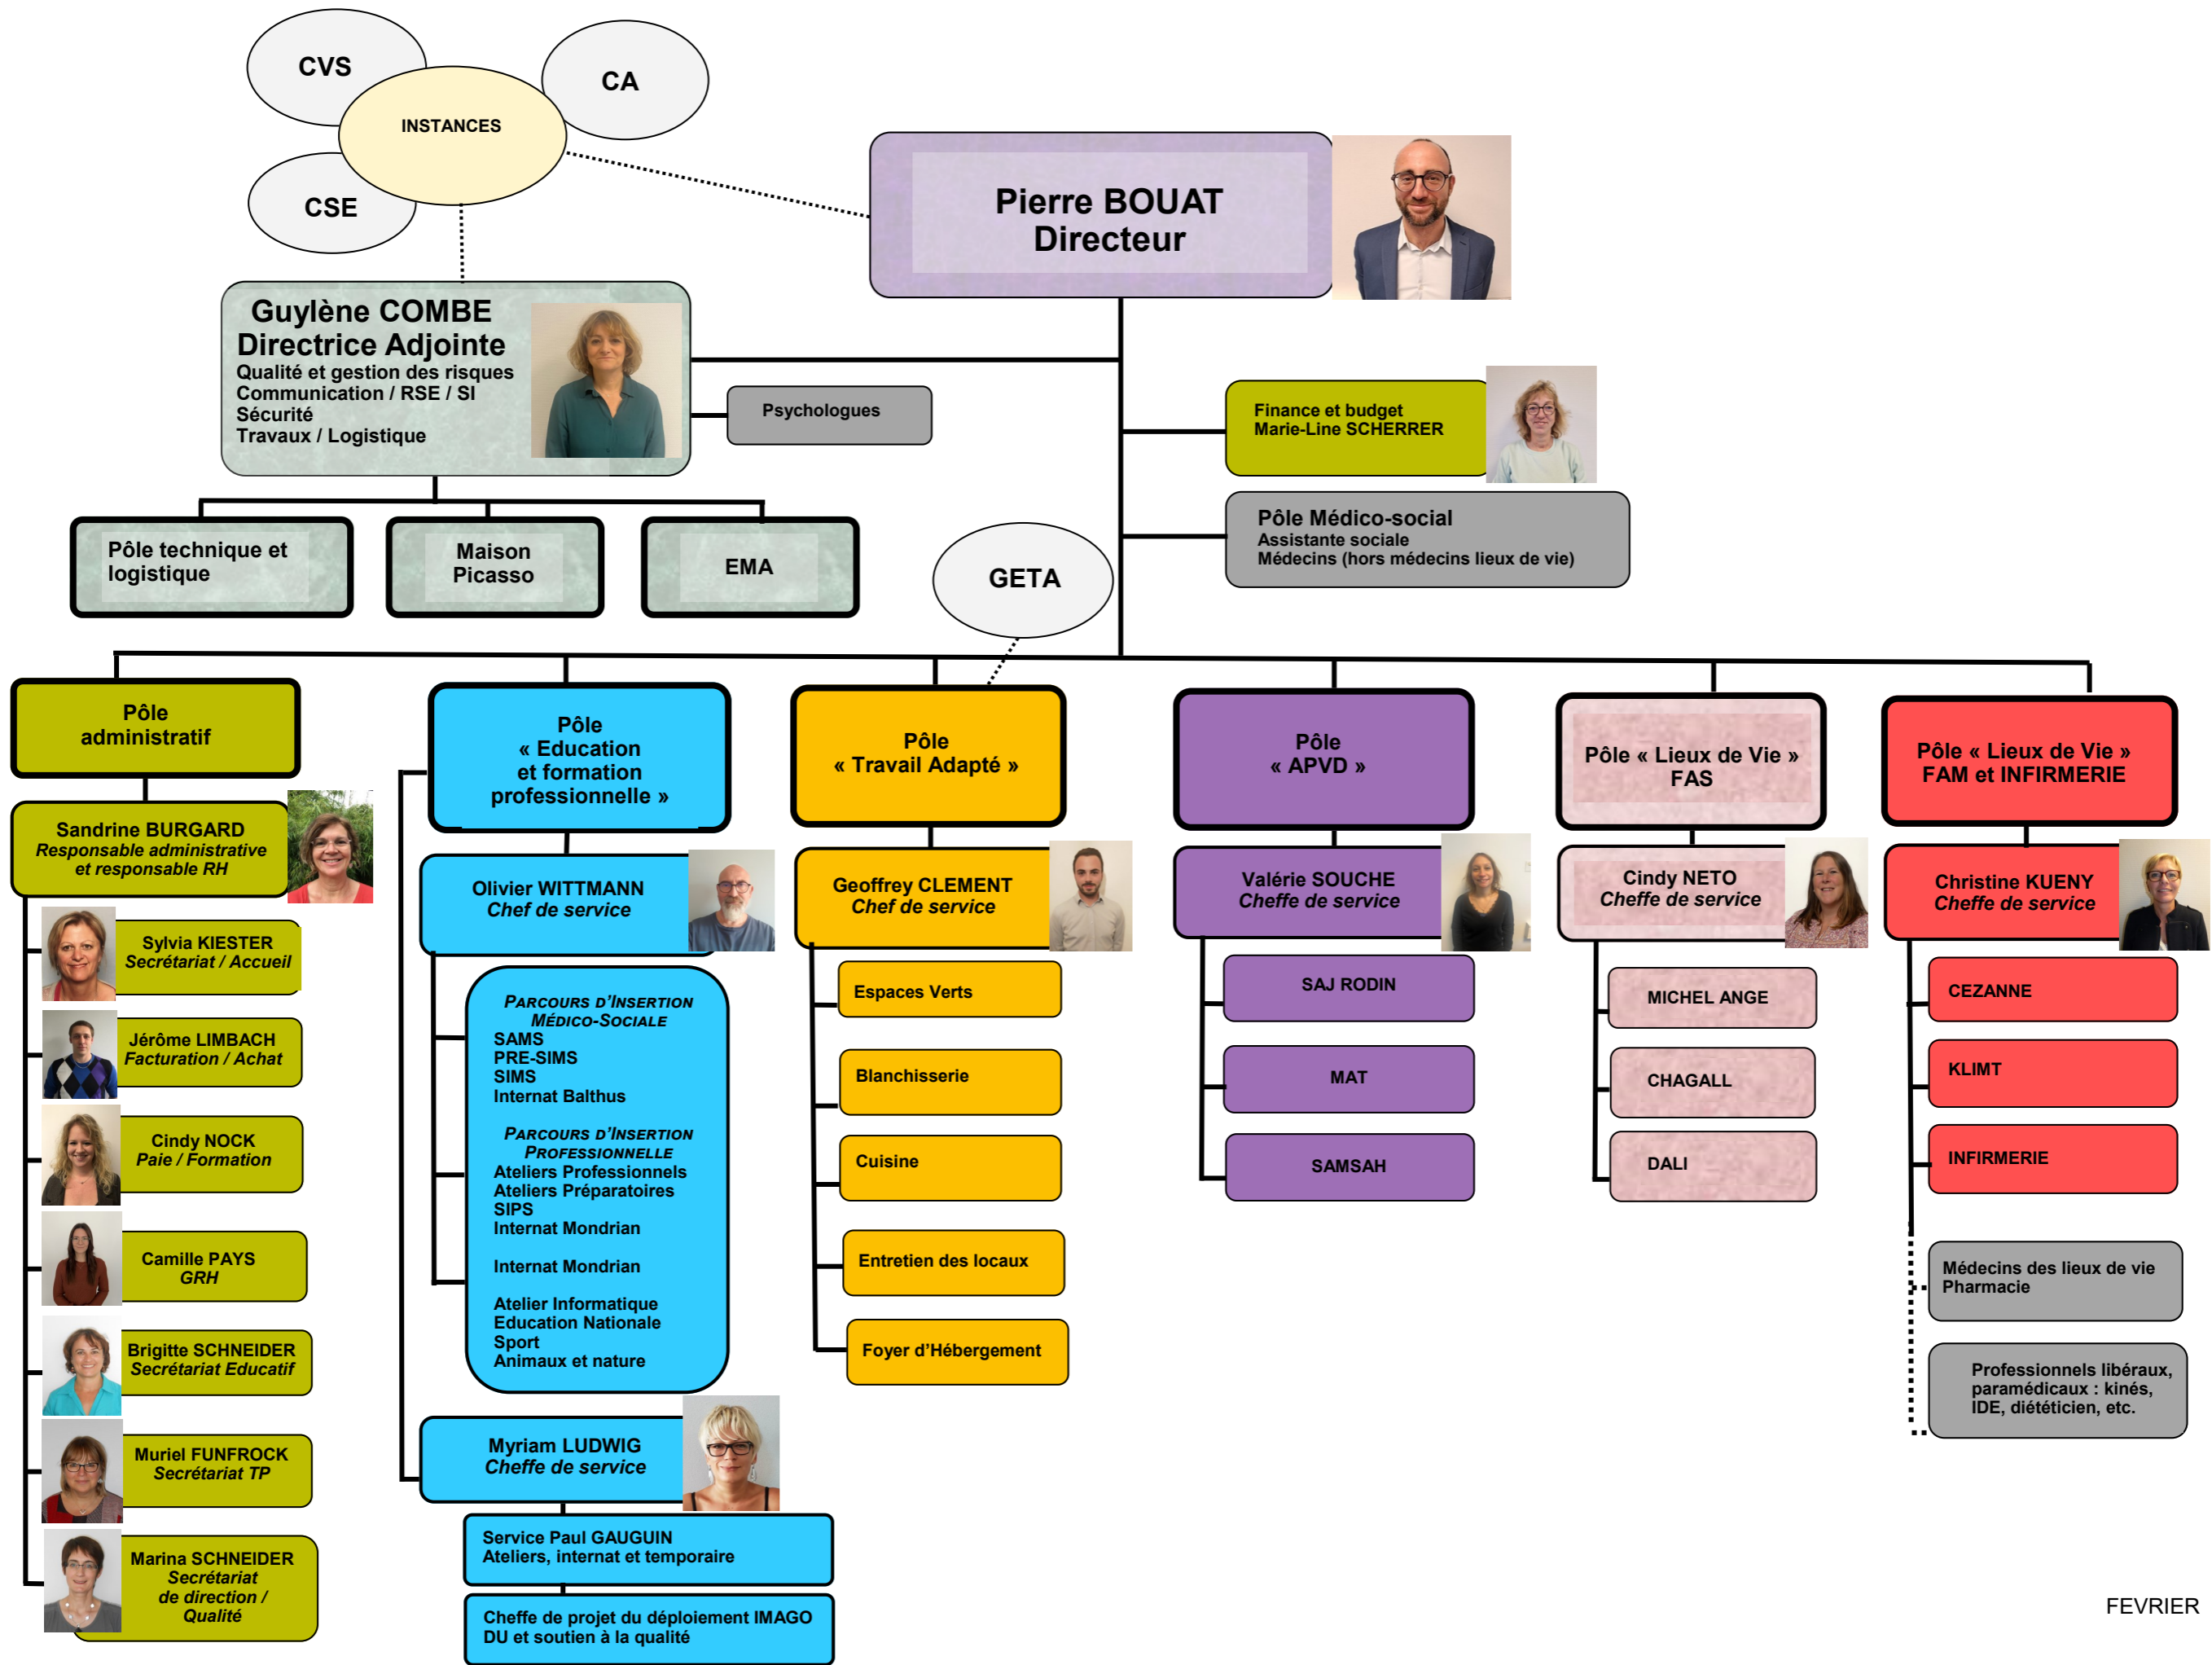 CVS
CA
INSTANCES
CSE
Pierre BOUAT
Directeur
Guylène COMBE
Directrice Adjointe
Qualité et gestion des risques
Communication / RSE / SI
Sécurité
Travaux / Logistique
Psychologues
Finance et budget
Marie-Line SCHERRER
Pôle Médico-social
Assistante sociale
Médecins (hors médecins lieux de vie)
Pôle technique et
logistique
Maison
Picasso
EMA
GETA
Pôle
administratif
Sandrine BURGARD
Responsable administrative
et responsable RH
Sylvia KIESTER
Secrétariat / Accueil
Jérôme LIMBACH
Facturation / Achat
Cindy NOCK
Paie / Formation
Camille PAYS
GRH
Brigitte SCHNEIDER
Secrétariat Educatif
Muriel FUNFROCK
Secrétariat TP
Marina SCHNEIDER
Secrétariat
de direction /
Qualité
Pôle
« Education
et formation
professionnelle »
Olivier WITTMANN
Chef de service
PARCOURS D’INSERTION
MÉDICO-SOCIALE
SAMS
PRE-SIMS
SIMS
Internat Balthus
PARCOURS D’INSERTION
PROFESSIONNELLE
Ateliers Professionnels
Ateliers Préparatoires
SIPS
Internat Mondrian
Internat Mondrian
Atelier Informatique
Education Nationale
Sport
Animaux et nature
Myriam LUDWIG
Cheffe de service
Service Paul GAUGUIN
Ateliers, internat et temporaire
Cheffe de projet du déploiement IMAGO
DU et soutien à la qualité
Pôle
« Travail Adapté »
Geoffrey CLEMENT
Chef de service
Espaces Verts
Blanchisserie
Cuisine
Entretien des locaux
Foyer d’Hébergement
Pôle
« APVD »
Valérie SOUCHE
Cheffe de service
SAJ RODIN
MAT
SAMSAH
Pôle « Lieux de Vie »
FAS
Cindy NETO
Cheffe de service
MICHEL ANGE
CHAGALL
DALI
Pôle « Lieux de Vie »
FAM et INFIRMERIE
Christine KUENY
Cheffe de service
CEZANNE
KLIMT
INFIRMERIE
Médecins des lieux de vie
Pharmacie
Professionnels libéraux,
paramédicaux : kinés,
IDE, diététicien, etc.
FEVRIER